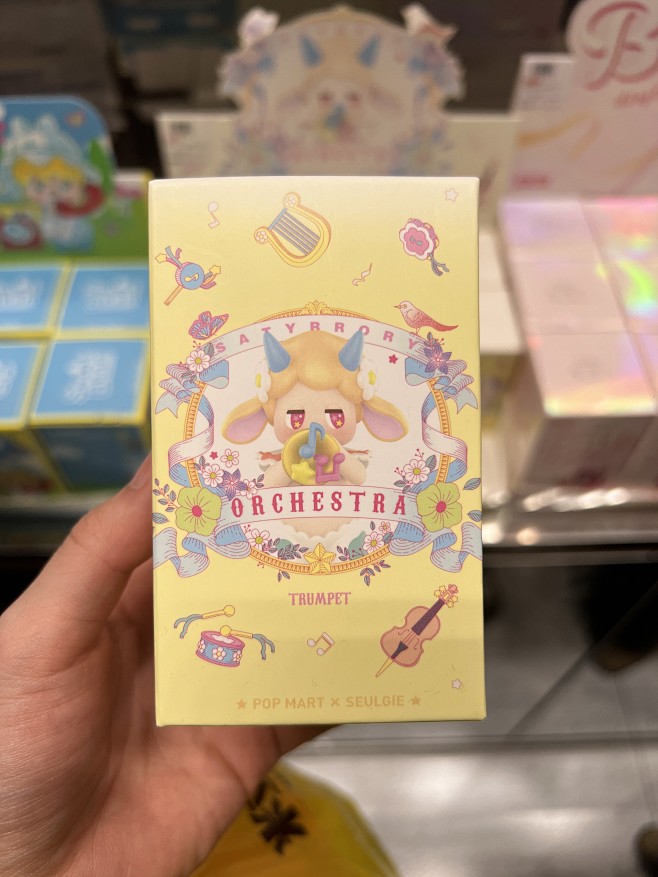 SATYRRORY
ORCHESTRA
TRUMPET
★ POP MART × SEULGIE ★